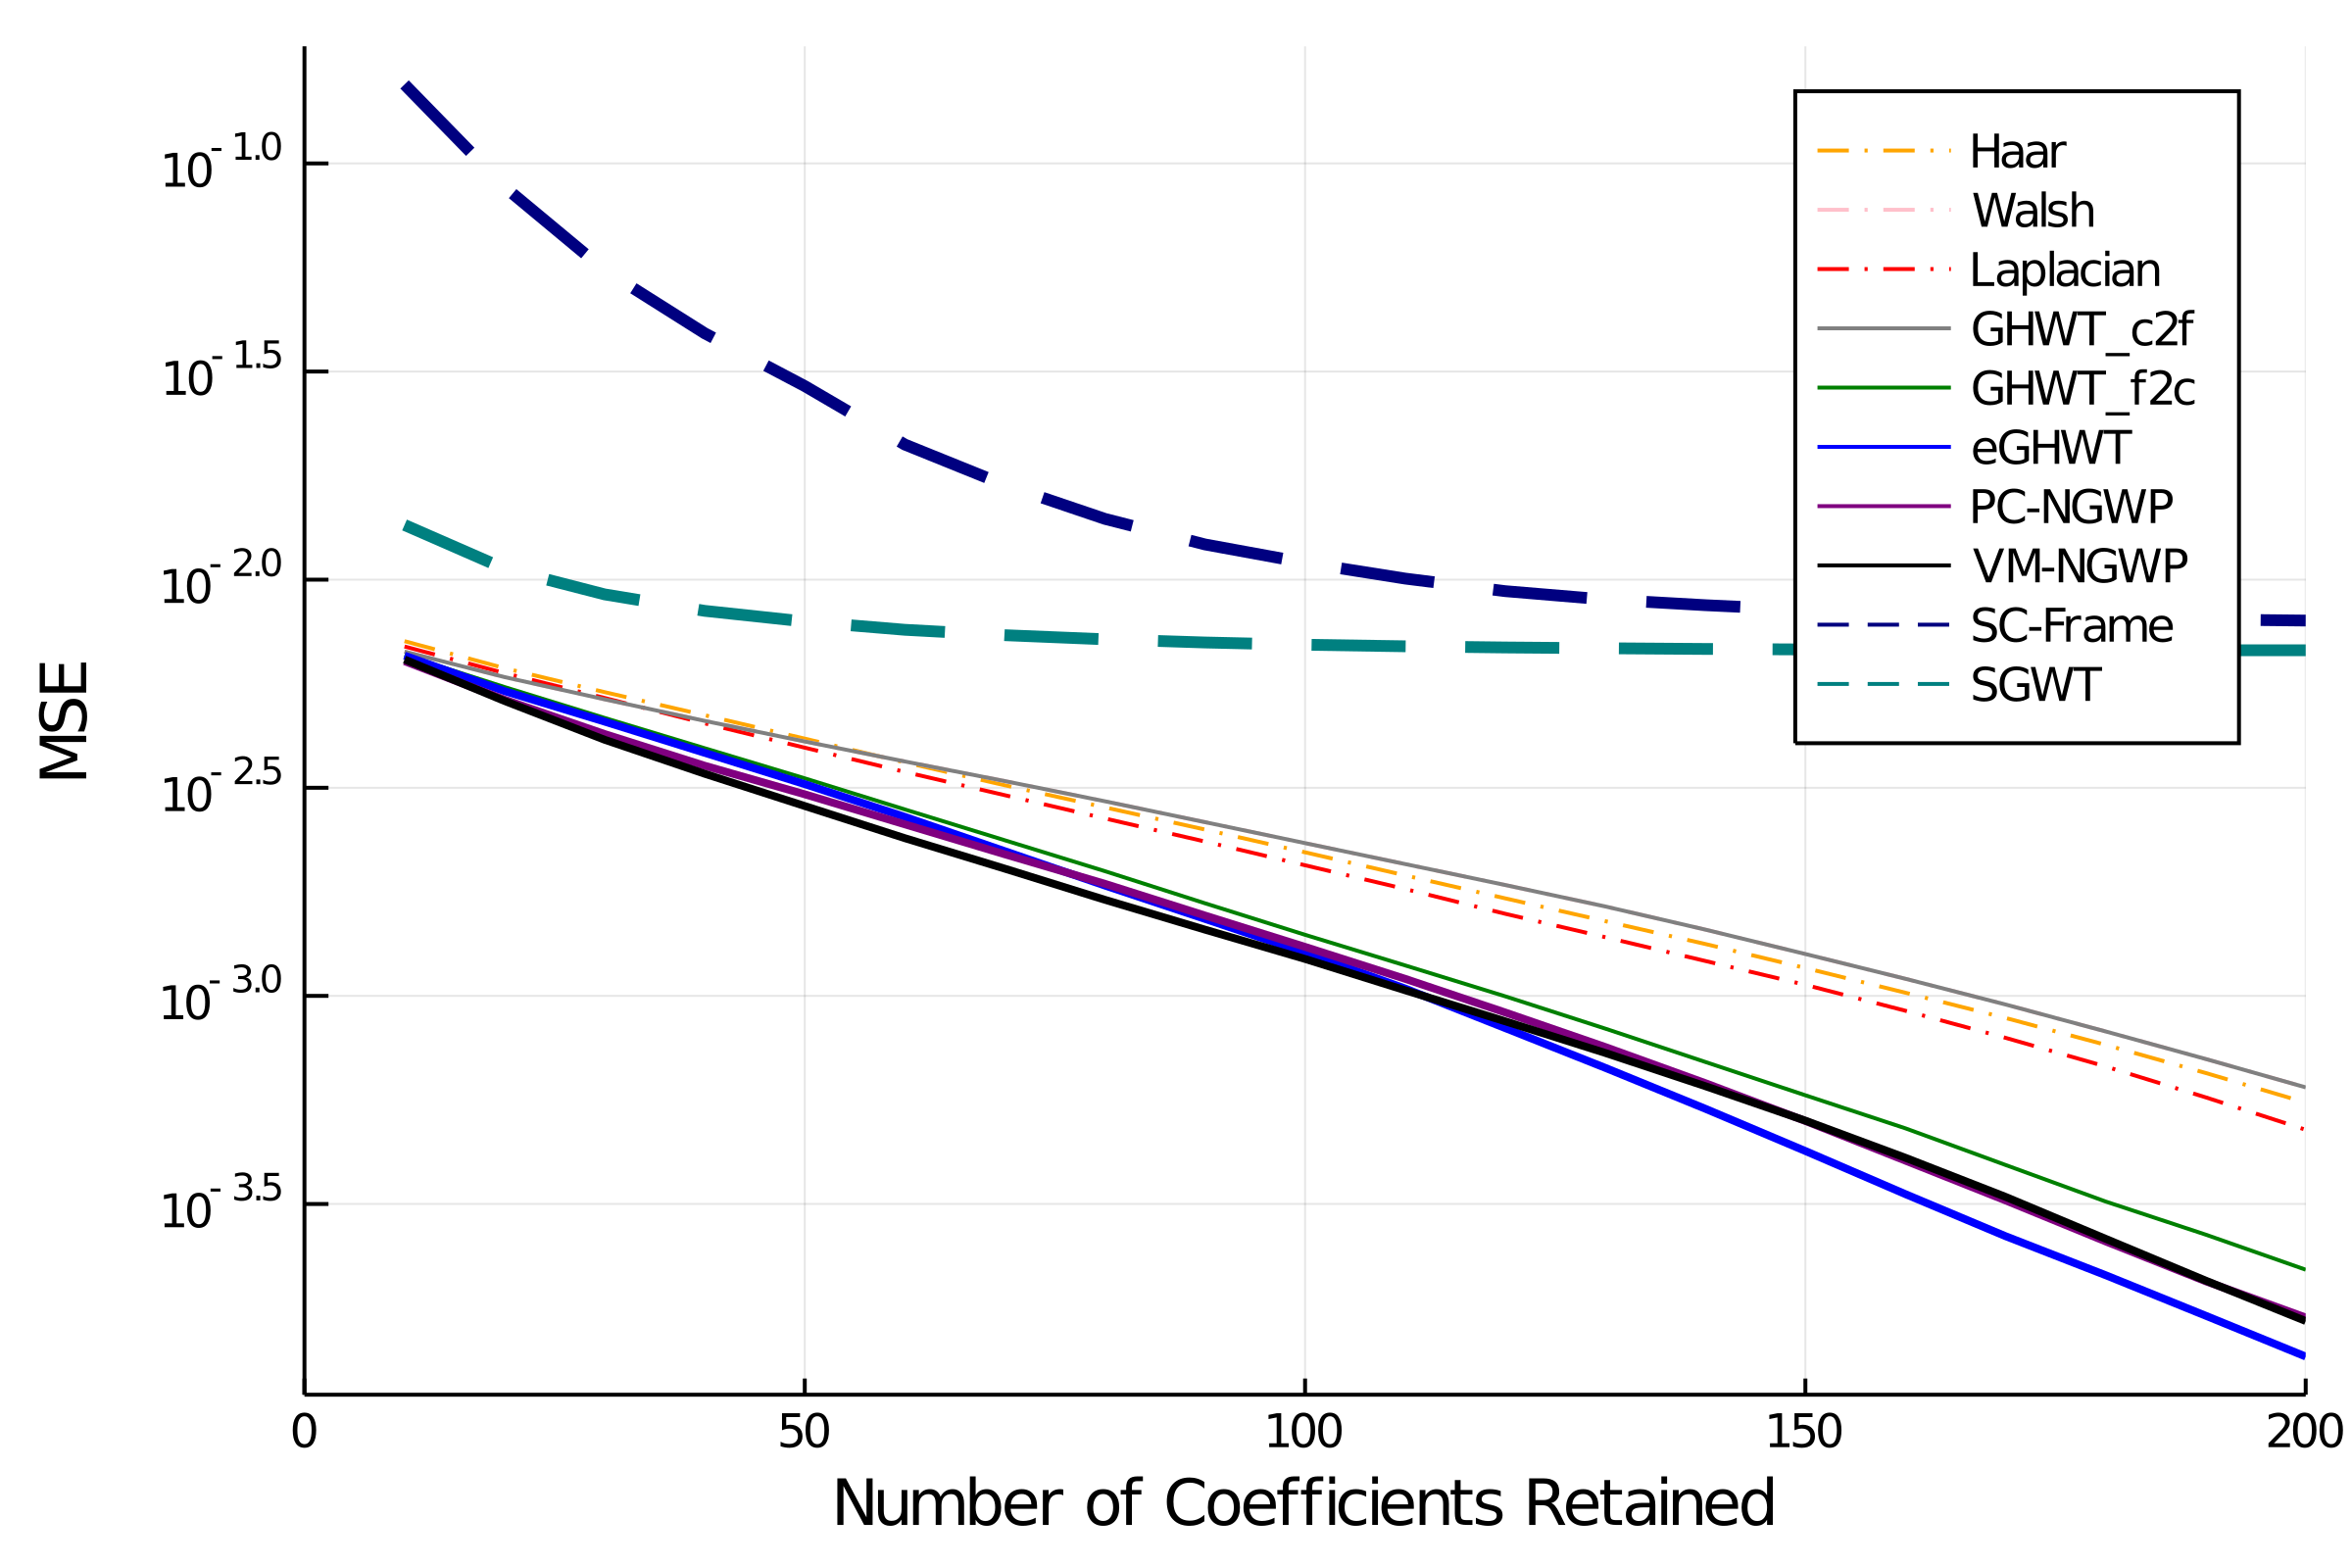 10^-1.0
10^-1.5
10^-2.0
10^-2.5
10^-3.0
10^-3.5
MSE
0 50 100 150 200
Number of Coefficients Retained
Haar
Walsh
Laplacian
GHWT_c2f
GHWT_f2c
eGHWT
PC-NGWP
VM-NGWP
SC-Frame
SGWT